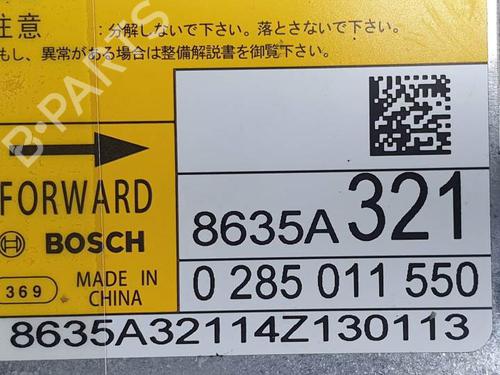 注意 : 分解しないで下さい。落とさないで下さい。
もし、異常がある場合は整備解説書を御覧下さい。
FORWARD
BOSCH
369
MADE IN
CHINA
8635A 321
0 285 011 550
8635A32114Z130113
B-PARTS